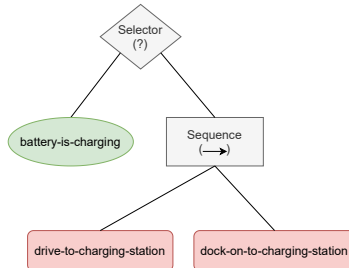 Selector
(?)
battery-is-charging
Sequence
(→)
drive-to-charging-station
dock-on-to-charging-station